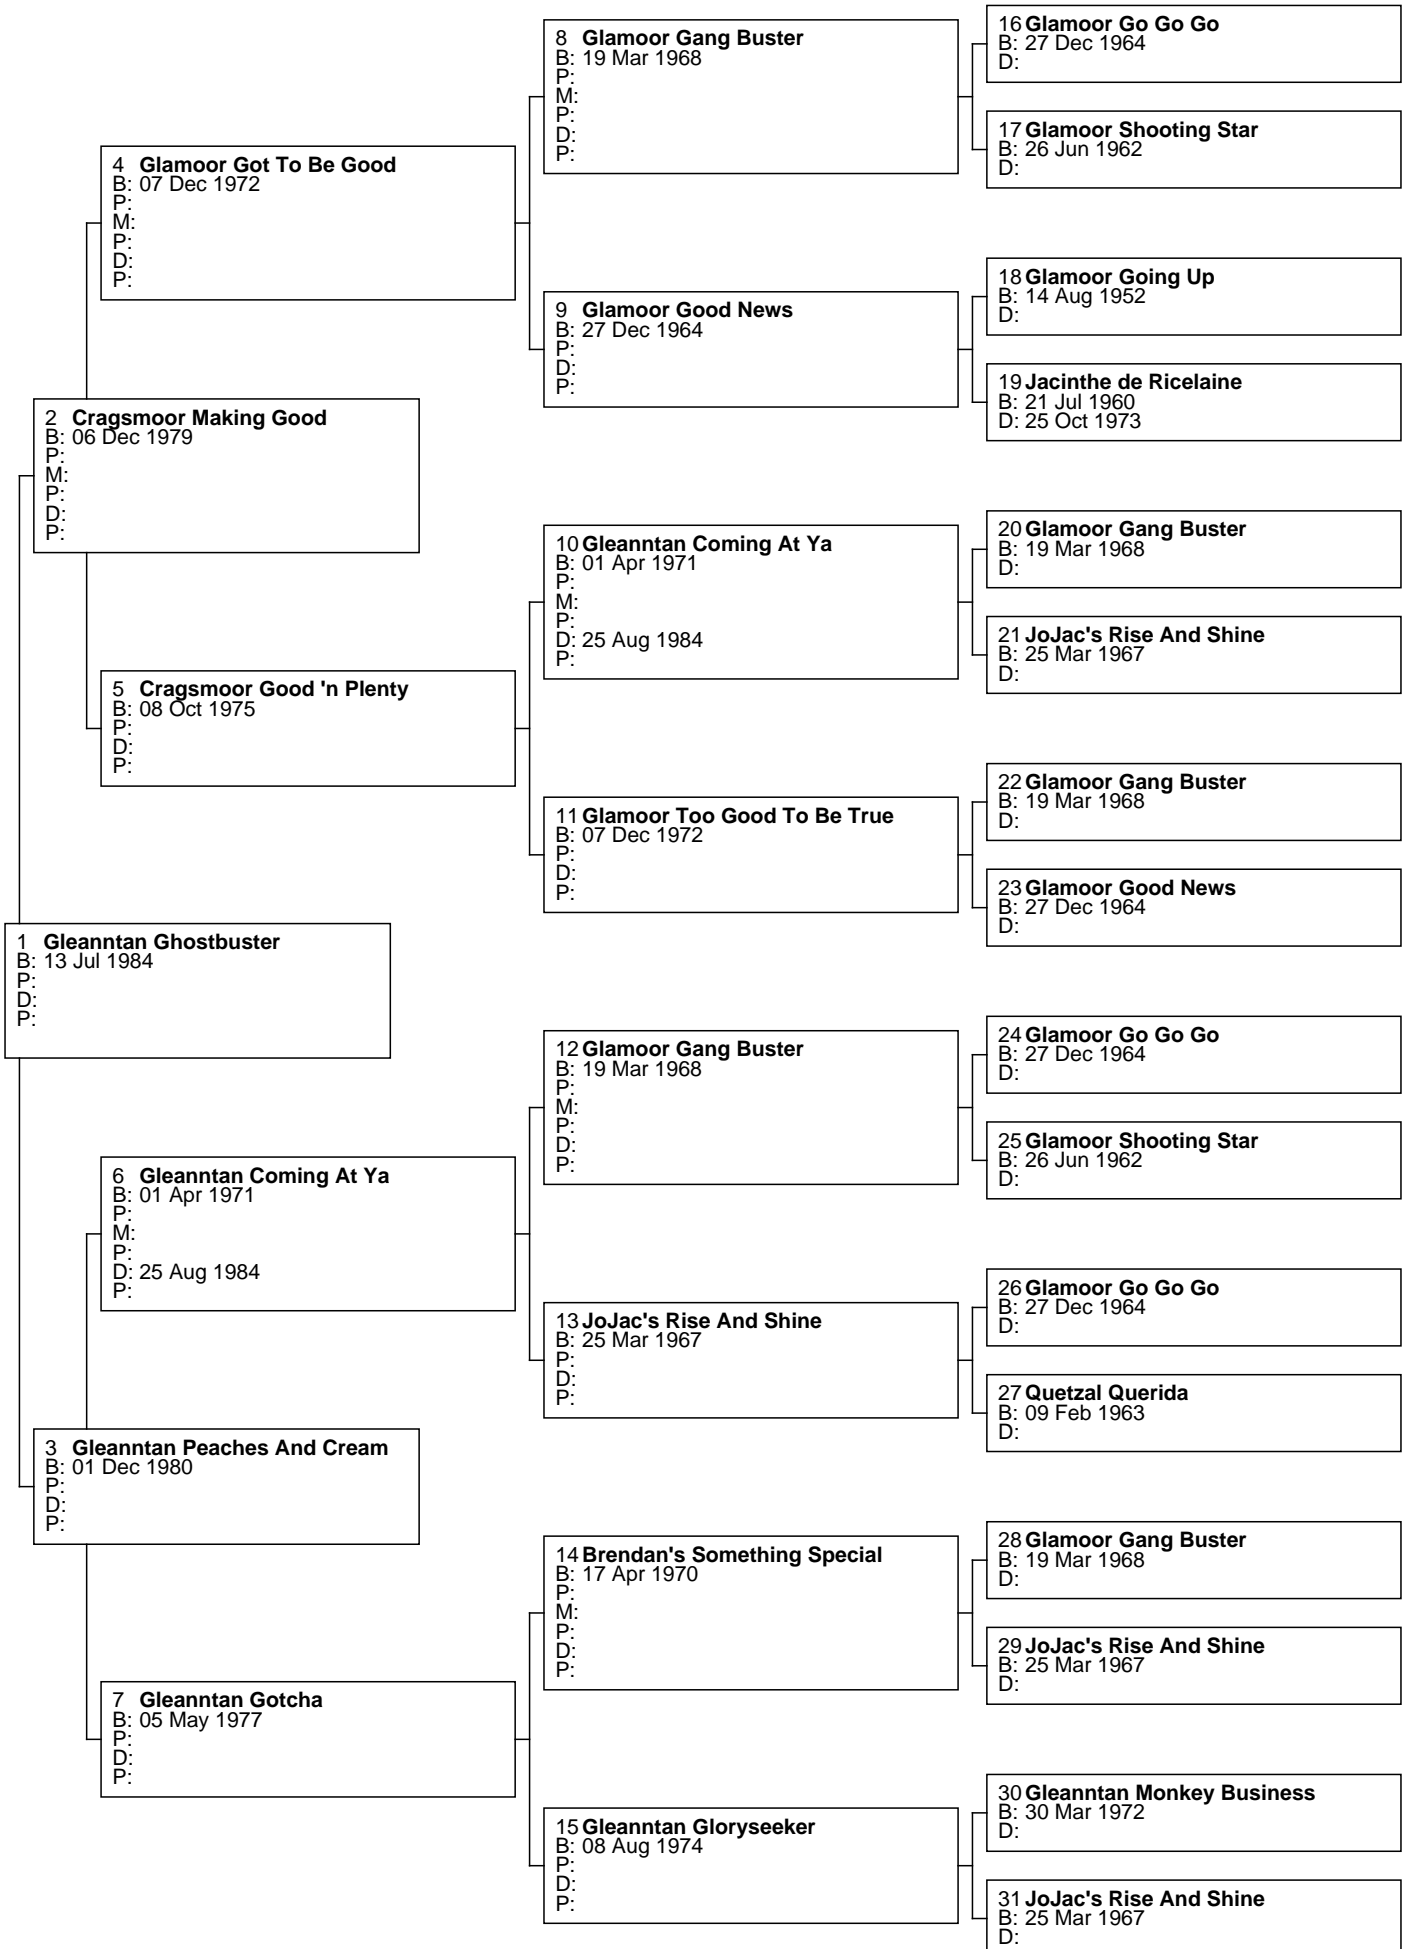 1 Gleanntan Ghostbuster
B: 13 Jul 1984
P:
D:
P:
2 Cragsmoor Making Good
B: 06 Dec 1979
P:
M:
P:
D:
P:
3 Gleanntan Peaches And Cream
B: 01 Dec 1980
P:
D:
P:
4 Glamoor Got To Be Good
B: 07 Dec 1972
P:
M:
P:
D:
P:
5 Cragsmoor Good 'n Plenty
B: 08 Oct 1975
P:
D:
P:
6 Gleanntan Coming At Ya
B: 01 Apr 1971
P:
M:
P:
D: 25 Aug 1984
P:
7 Gleanntan Gotcha
B: 05 May 1977
P:
D:
P:
8 Glamoor Gang Buster
B: 19 Mar 1968
P:
M:
P:
D:
P:
9 Glamoor Good News
B: 27 Dec 1964
P:
D:
P:
10 Gleanntan Coming At Ya
B: 01 Apr 1971
P:
M:
P:
D: 25 Aug 1984
P:
11 Glamoor Too Good To Be True
B: 07 Dec 1972
P:
D:
P:
12 Glamoor Gang Buster
B: 19 Mar 1968
P:
M:
P:
D:
P:
13 JoJac's Rise And Shine
B: 25 Mar 1967
P:
D:
P:
14 Brendan's Something Special
B: 17 Apr 1970
P:
M:
P:
D:
P:
15 Gleanntan Gloryseeker
B: 08 Aug 1974
P:
D:
P:
16 Glamoor Go Go Go
B: 27 Dec 1964
D:
17 Glamoor Shooting Star
B: 26 Jun 1962
D:
18 Glamoor Going Up
B: 14 Aug 1952
D:
19 Jacinthe de Ricelaine
B: 21 Jul 1960
D: 25 Oct 1973
20 Glamoor Gang Buster
B: 19 Mar 1968
D:
21 JoJac's Rise And Shine
B: 25 Mar 1967
D:
22 Glamoor Gang Buster
B: 19 Mar 1968
D:
23 Glamoor Good News
B: 27 Dec 1964
D:
24 Glamoor Go Go Go
B: 27 Dec 1964
D:
25 Glamoor Shooting Star
B: 26 Jun 1962
D:
26 Glamoor Go Go Go
B: 27 Dec 1964
D:
27 Quetzal Querida
B: 09 Feb 1963
D:
28 Glamoor Gang Buster
B: 19 Mar 1968
D:
29 JoJac's Rise And Shine
B: 25 Mar 1967
D:
30 Gleanntan Monkey Business
B: 30 Mar 1972
D:
31 JoJac's Rise And Shine
B: 25 Mar 1967
D: